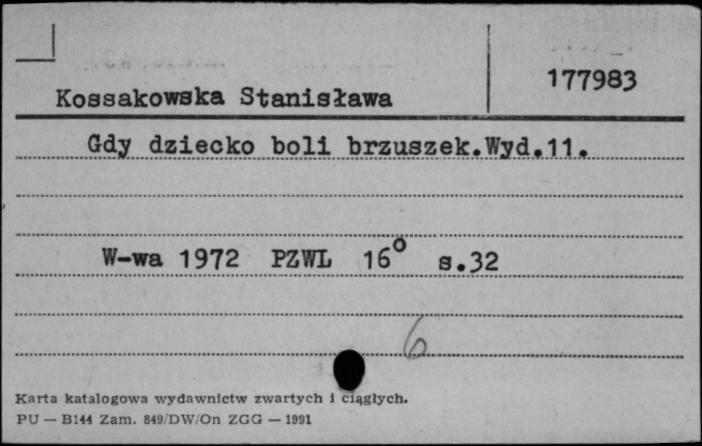 177983
Kossakowska Stanisława
Gdy dziecko boli brzuszek.Wyd.11.
W-wa 1972 PZWL 16° s.32
6
Karta katalogowa wydawnictw zwartych i ciągłych.
PU — B144 Zam. 849/DW/On ZGG — 1991